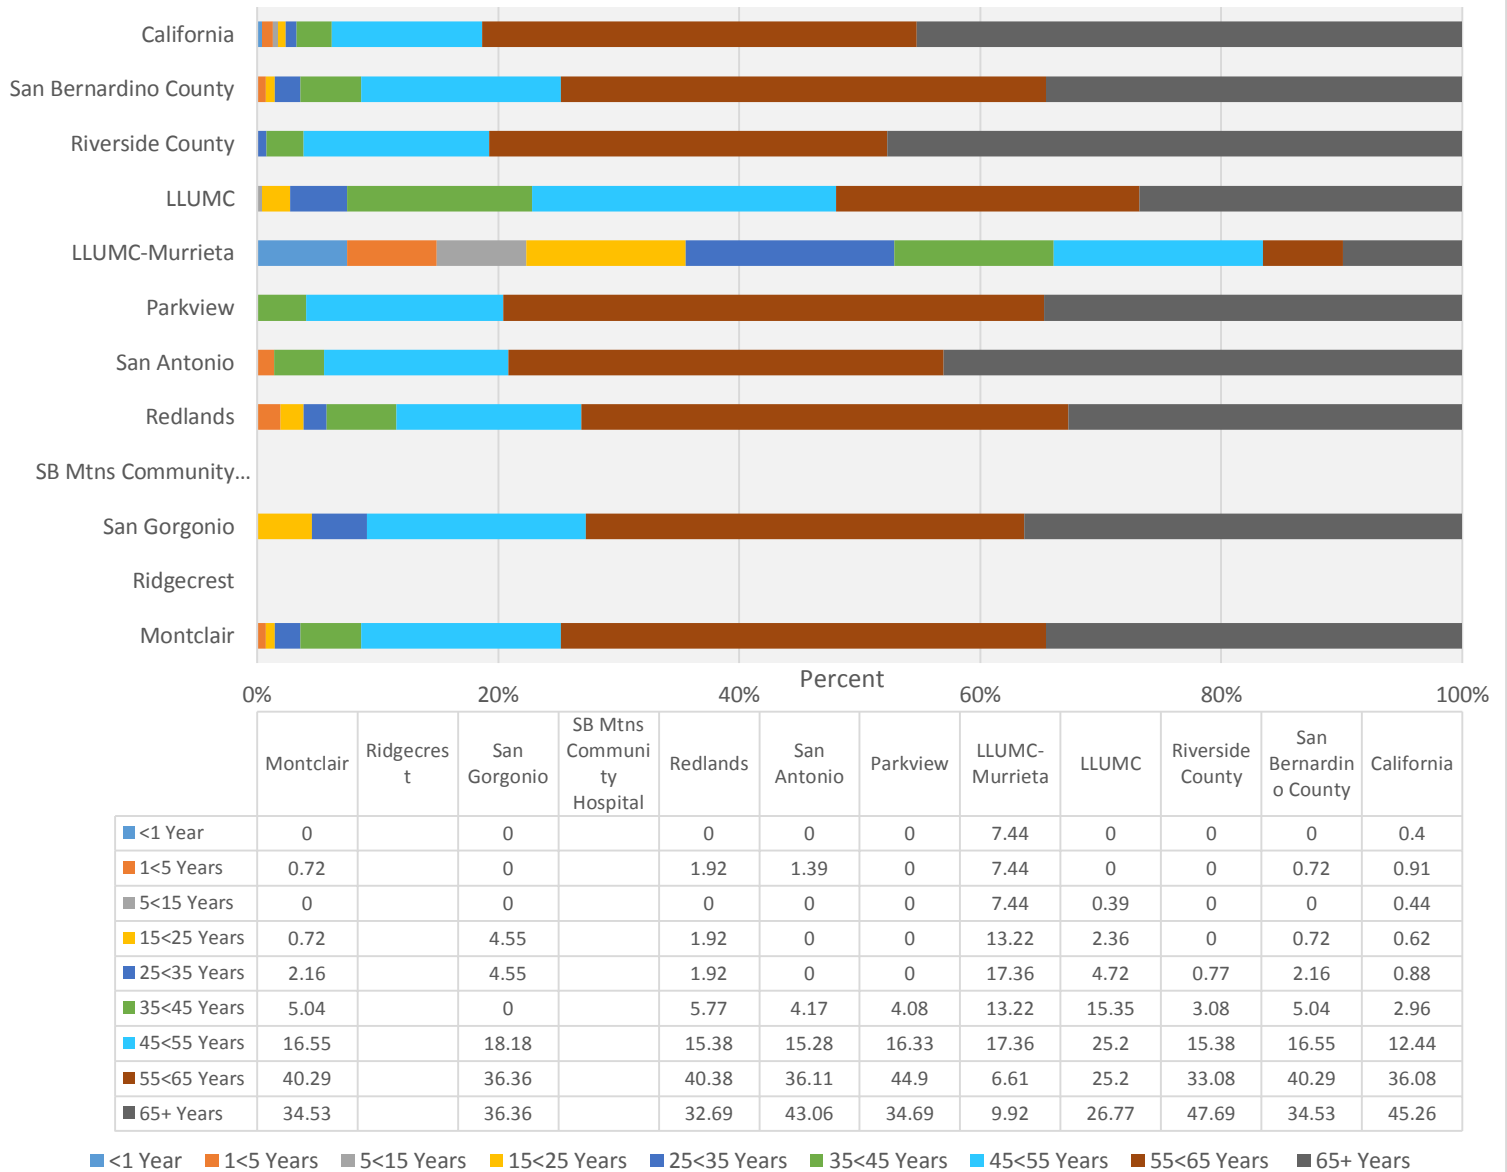 California
San Bernardino County
Riverside County
LLUMC
LLUMC-Murrieta
Parkview
San Antonio
Redlands
SB Mtns Community...
San Gorgonio
Ridgecrest
Montclair
Percent
0% 20% 40% 60% 80% 100%
Montclair Ridgecres San SB Mtns Redlands San Parkview LLUMC- LLUMC Riverside San California
t Gorgonio Communi Antonio Murrieta County Bernardin
ty o County
Hospital
<1 Year 0 0 0 0 0 7.44 0 0 0 0.4
1<5 Years 0.72 0 1.92 1.39 0 7.44 0 0 0.72 0.91
5<15 Years 0 0 0 0 0 7.44 0.39 0 0 0.44
15<25 Years 0.72 4.55 1.92 0 0 13.22 2.36 0 0.72 0.62
25<35 Years 2.16 4.55 1.92 0 0 17.36 4.72 0.77 2.16 0.88
35<45 Years 5.04 0 5.77 4.17 4.08 13.22 15.35 3.08 5.04 2.96
45<55 Years 16.55 18.18 15.38 15.28 16.33 17.36 25.2 15.38 16.55 12.44
55<65 Years 40.29 36.36 40.38 36.11 44.9 6.61 25.2 33.08 40.29 36.08
65+ Years 34.53 36.36 32.69 43.06 34.69 9.92 26.77 47.69 34.53 45.26
<1 Year 1<5 Years 5<15 Years 15<25 Years 25<35 Years 35<45 Years 45<55 Years 55<65 Years 65+ Years